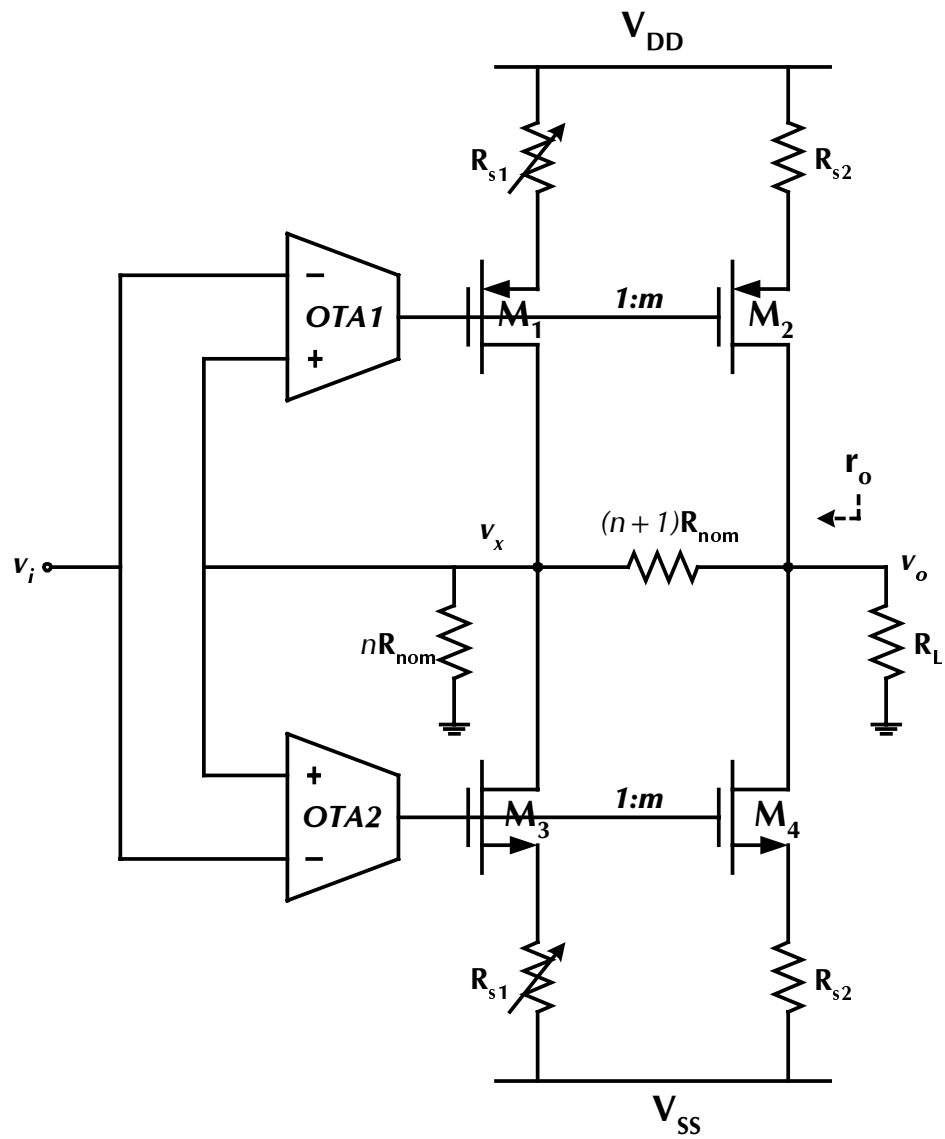 V_DD
R_s1
R_s2
−
OTA1
+
M_1
1:m
M_2
r_o
v_i
v_x
(n + 1)R_nom
v_o
nR_nom
R_L
+
OTA2
−
M_3
1:m
M_4
R_s1
R_s2
V_SS